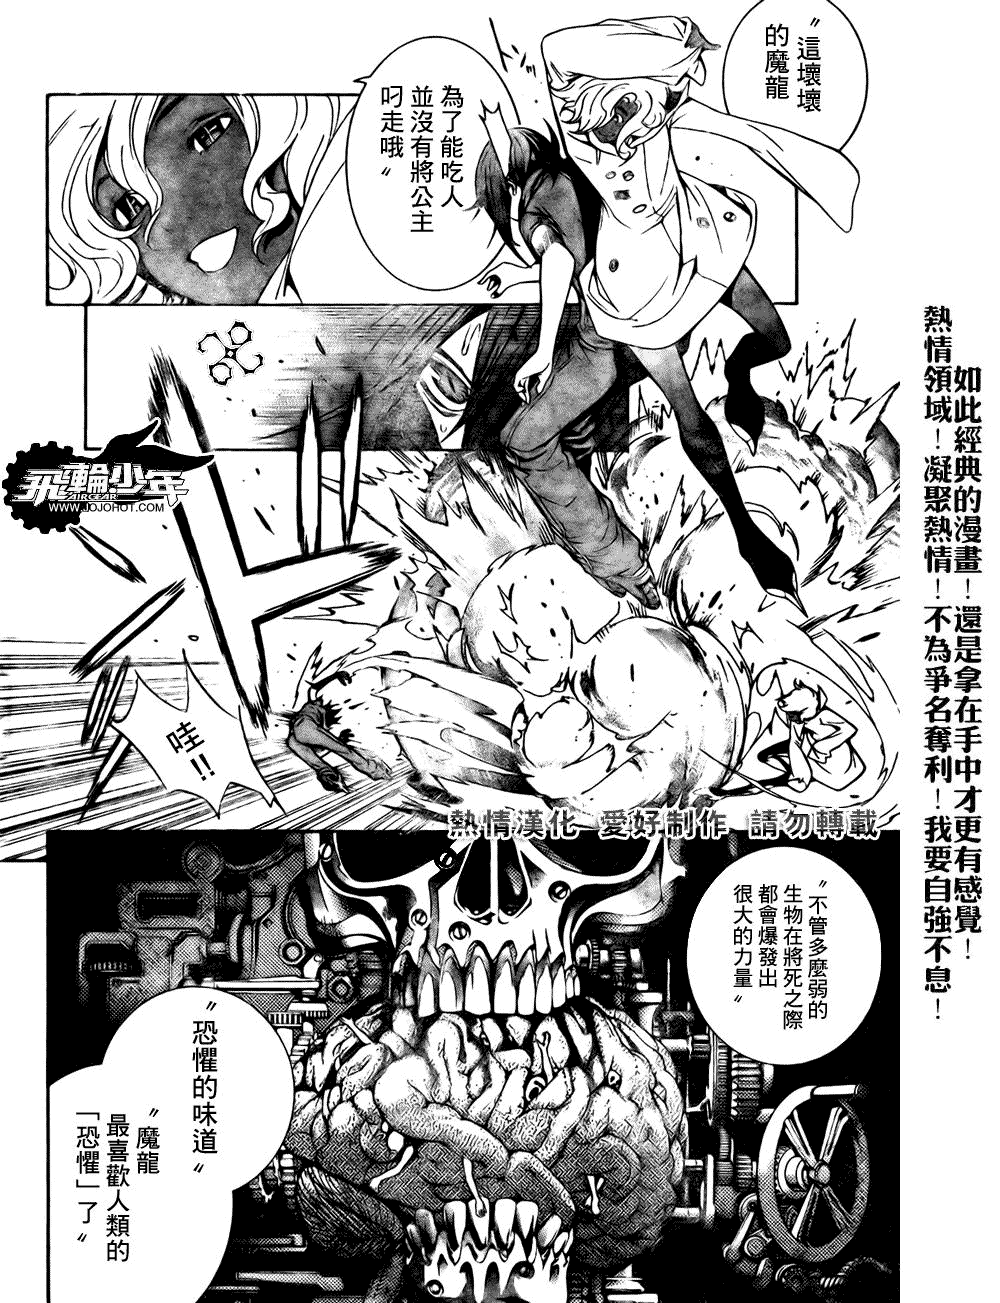 〝這壞壞
的魔龍
為了能吃人
並沒有將公主
叼走哦〞
飛輪少年
AIRGEAR
WWW.JOJOHOT.COM
哇!!
熱情漢化 愛好制作 請勿轉載
〝不管多麼弱的
生物在將死之際
都會爆發出
很大的力量〞
〝恐懼的味道〞
〝魔龍
最喜歡人類的
「恐懼」了〞
如此經典的漫畫!還是拿在手中才更有感覺!
熱情領域!凝聚熱情!不為爭名奪利!我要自強不息!